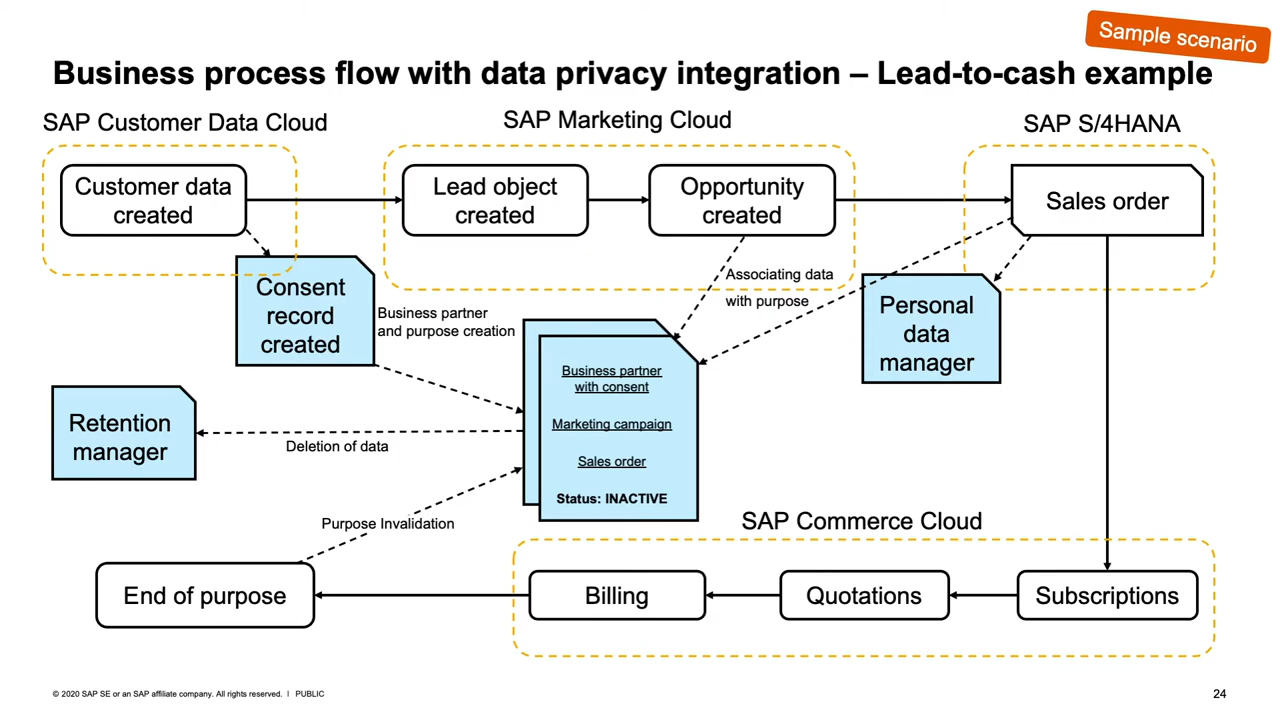 Sample scenario
Business process flow with data privacy integration – Lead-to-cash example
SAP Customer Data Cloud
SAP Marketing Cloud
SAP S/4HANA
Customer data
created
Lead object
created
Opportunity
created
Sales order
Consent
record
created
Business partner
and purpose creation
Associating data
with purpose
Personal
data
manager
Business partner
with consent
Marketing campaign
Sales order
Status: INACTIVE
Retention
manager
Deletion of data
Purpose Invalidation
SAP Commerce Cloud
End of purpose
Billing
Quotations
Subscriptions
© 2020 SAP SE or an SAP affiliate company. All rights reserved. | PUBLIC
24